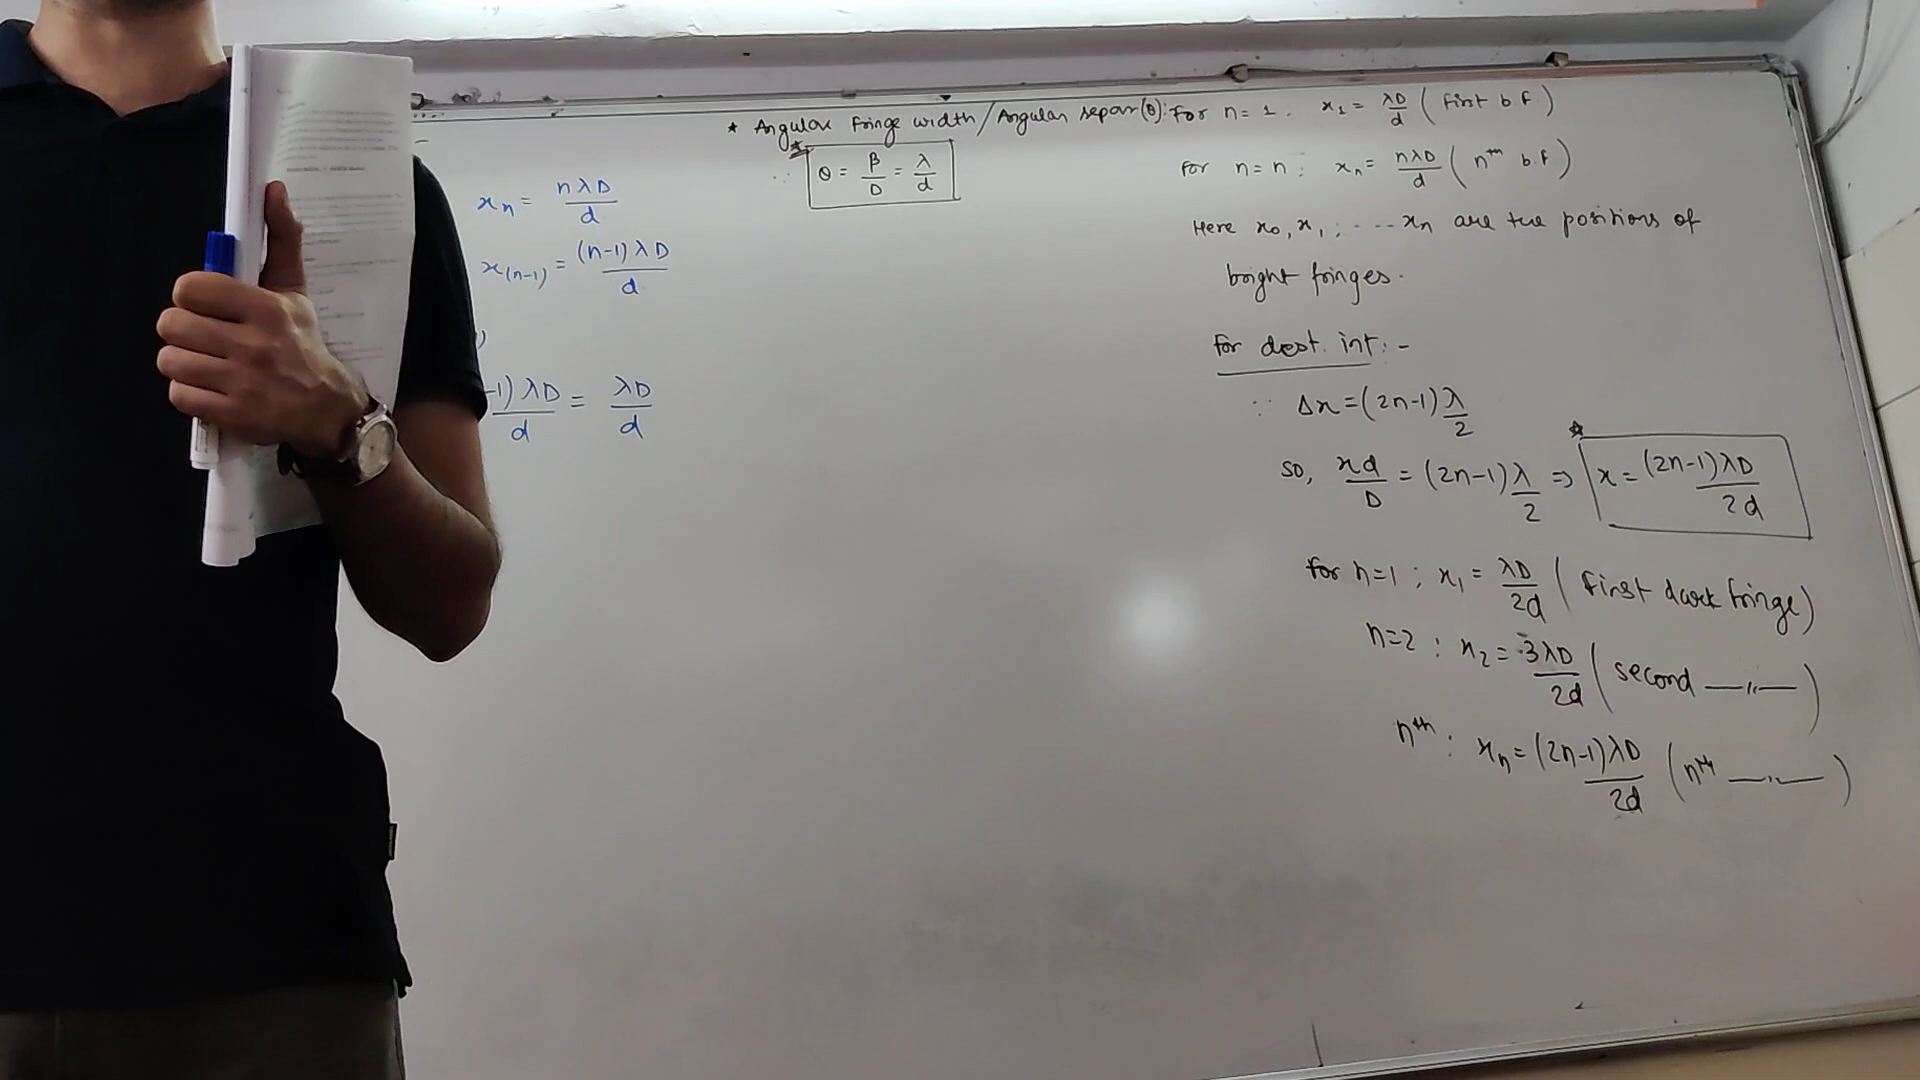 xₙ = nλD/d
x₍ₙ₋₁₎ = (n-1)λD/d
)
-1)λD/d = λD/d
* Angular Fringe width/Angular separ(θ):
∵ θ = β/D = λ/d
For n = 1. x₁ = λD/d (First b F)
For n = n; xₙ = nλD/d (nᵗʰ b.F)
Here x₀, x₁, ; ---- xₙ are the positions of
bright fringes.
For dest. int: -
∵ Δx = (2n-1)λ/2
so, xd/D = (2n-1)λ/2 ⇒ x = (2n-1)λD/2d
for n=1 ; x₁ = λD/2d (First dark fringe)
n=2 : x₂ = 3λD/2d (second —〃—)
nᵗʰ : xₙ = (2n-1)λD/2d (nᵗʰ —〃—)